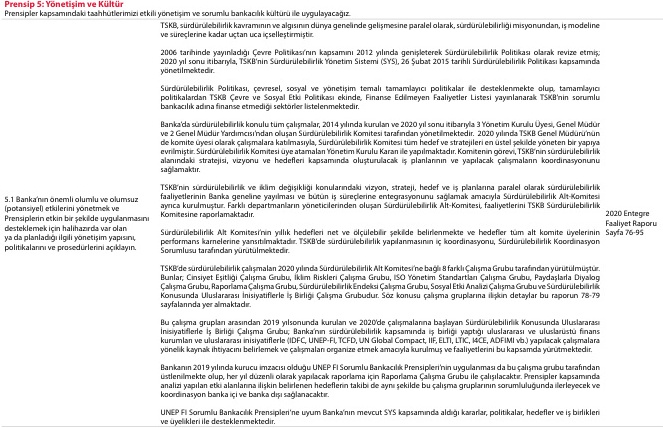 Prensip 5: Yönetişim ve Kültür
Prensipler kapsamındaki taahhütlerimizi etkili yönetişim ve sorumlu bankacılık kültürü ile uygulayacağız.
5.1 Banka'nın önemli olumlu ve olumsuz
(potansiyel) etkilerini yönetmek ve
Prensiplerin etkin bir şekilde uygulanmasını
desteklemek için halihazırda var olan
ya da planladığı ilgili yönetişim yapısını,
politikalarını ve prosedürlerini açıklayın.
TSKB, sürdürülebilirlik kavramının ve algısının dünya genelinde gelişmesine paralel olarak, sürdürülebilirliği misyonundan, iş modeline
ve süreçlerine kadar uçtan uca içselleştirmiştir.
2006 tarihinde yayınladığı Çevre Politikası'nın kapsamını 2012 yılında genişleterek Sürdürülebilirlik Politikası olarak revize etmiş;
2020 yıl sonu itibarıyla, TSKB'nin Sürdürülebilirlik Yönetim Sistemi (SYS), 26 Şubat 2015 tarihli Sürdürülebilirlik Politikası kapsamında
yönetilmektedir.
Sürdürülebilirlik Politikası, çevresel, sosyal ve yönetişim temalı tamamlayıcı politikalar ile desteklenmekte olup, tamamlayıcı
politikalardan TSKB Çevre ve Sosyal Etki Politikası ekinde, Finanse Edilmeyen Faaliyetler Listesi yayınlanarak TSKB'nin sorumlu
bankacılık adına finanse etmediği sektörler listelenmektedir.
Banka'da sürdürülebilirlik konulu tüm çalışmalar, 2014 yılında kurulan ve 2020 yıl sonu itibarıyla 3 Yönetim Kurulu Üyesi, Genel Müdür
ve 2 Genel Müdür Yardımcısı'ndan oluşan Sürdürülebilirlik Komitesi tarafından yönetilmektedir. 2020 yılında TSKB Genel Müdürü'nün
de komite üyesi olarak çalışmalara katılmasıyla, Sürdürülebilirlik Komitesi tüm hedef ve stratejileri en üstel şekilde yöneten bir yapıya
evrilmiştir. Sürdürülebilirlik Komitesi üye atamaları Yönetim Kurulu Kararı ile yapılmaktadır. Komitenin görevi, TSKB'nin sürdürülebilirlik
alanındaki stratejisi, vizyonu ve hedefleri kapsamında oluşturulacak iş planlarının ve yapılacak çalışmaların koordinasyonunu
sağlamaktır.
TSKB'nin sürdürülebilirlik ve iklim değişikliği konularındaki vizyon, strateji, hedef ve iş planlarına paralel olarak sürdürülebilirlik
faaliyetlerinin Banka geneline yayılması ve bütün iş süreçlerine entegrasyonunu sağlamak amacıyla Sürdürülebilirlik Alt-Komitesi
ayrıca kurulmuştur. Farklı departmanların yöneticilerinden oluşan Sürdürülebilirlik Alt-Komitesi, faaliyetlerini TSKB Sürdürülebilirlik
Komitesine raporlamaktadır.
Sürdürülebilirlik Alt-Komitesi'nin yıllık hedefleri net ve ölçülebilir şekilde belirlenmekte ve hedefler tüm alt komite üyelerinin
performans karnelerine yansıtılmaktadır. TSKB'de sürdürülebilirlik yapılanmasının iç koordinasyonu, Sürdürülebilirlik Koordinasyon
Sorumlusu tarafından yürütülmektedir.
TSKB'de sürdürülebilirlik çalışmaları 2020 yılında Sürdürülebilirlik Alt Komitesi'ne bağlı 8 farklı Çalışma Grubu tarafından yürütülmüştür.
Bunlar; Cinsiyet Eşitliği Çalışma Grubu, İklim Riskleri Çalışma Grubu, ISO Yönetim Standartları Çalışma Grubu, Paydaşlarla Diyalog
Çalışma Grubu, Raporlama Çalışma Grubu, Sürdürülebilirlik Endeksi Çalışma Grubu, Sosyal Etki Analizi Çalışma Grubu ve Sürdürülebilirlik
Konusunda Uluslararası İnisiyatiflerle İş Birliği Çalışma Grubudur. Söz konusu çalışma gruplarına ilişkin detaylar bu raporun 78-79
sayfalarında yer almaktadır.
Bu çalışma grupları arasından 2019 yılsonunda kurulan ve 2020'de çalışmalarına başlayan Sürdürülebilirlik Konusunda Uluslararası
İnisiyatiflerle İş Birliği Çalışma Grubu; Banka'nın sürdürülebilirlik kapsamında iş birliği yaptığı uluslararası ve uluslarüstü finans
kurumları ve uluslararası inisiyatiflerle (IDFC, UNEP-FI, TCFD, UN Global Compact, IIF, ELTI, LTIC, I4CE, ADFIMI vb.) yapılacak çalışmalara
yönelik kaynak ihtiyacını belirlemek ve çalışmaları organize etmek amacıyla kurulmuş ve faaliyetlerini bu kapsamda yürütmektedir.
Bankanın 2019 yılında kurucu imzacısı olduğu UNEP FI Sorumlu Bankacılık Prensipleri'nin uygulanması da bu çalışma grubu tarafından
üstlenilmekte olup, her yıl düzenli olarak yapılacak raporlama için Raporlama Çalışma Grubu ile çalışılacaktır. Prensipler kapsamında
analizi yapılan etki alanlarına ilişkin belirlenen hedeflerin takibi de aynı şekilde bu çalışma gruplarının sorumluluğunda ilerleyecek ve
koordinasyon banka içi ve banka dışı sağlanacaktır.
UNEP FI Sorumlu Bankacılık Prensipleri'ne uyum Banka'nın mevcut SYS kapsamında aldığı kararlar, politikalar, hedefler ve iş birlikleri
ve üyelikleri ile desteklenmektedir.
2020 Entegre
Faaliyet Raporu
Sayfa 76-95